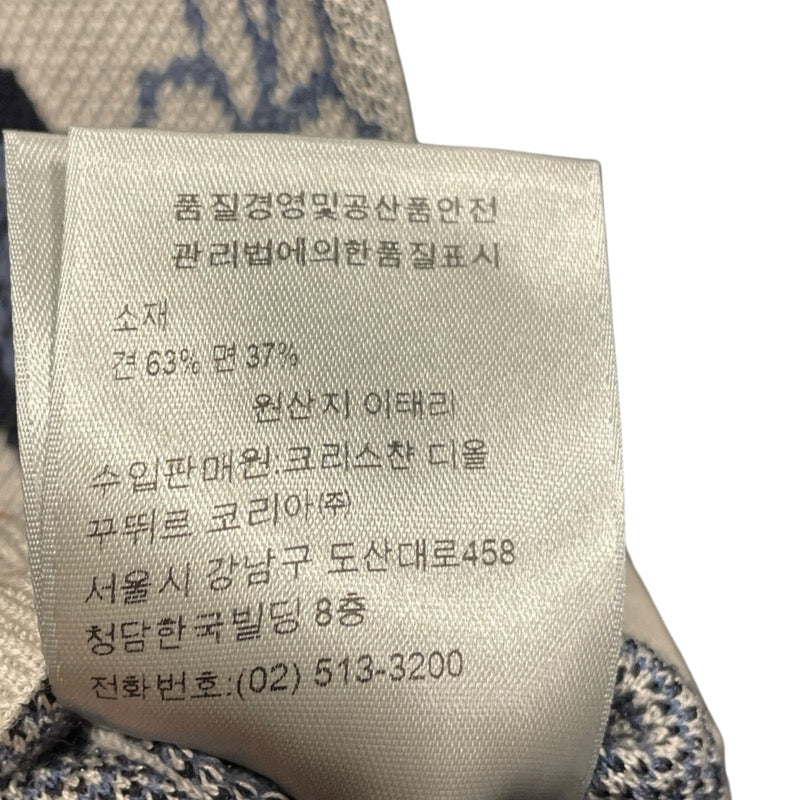 품질경영및공산품안전
관리법에의한품질표시
소재
견 63% 면 37%
원산지 이태리
수입판매원.크리스챤 디올
꾸뛰르 코리아㈜
서울시 강남구 도산대로458
청담한국빌딩 8층
전화번호:(02) 513-3200